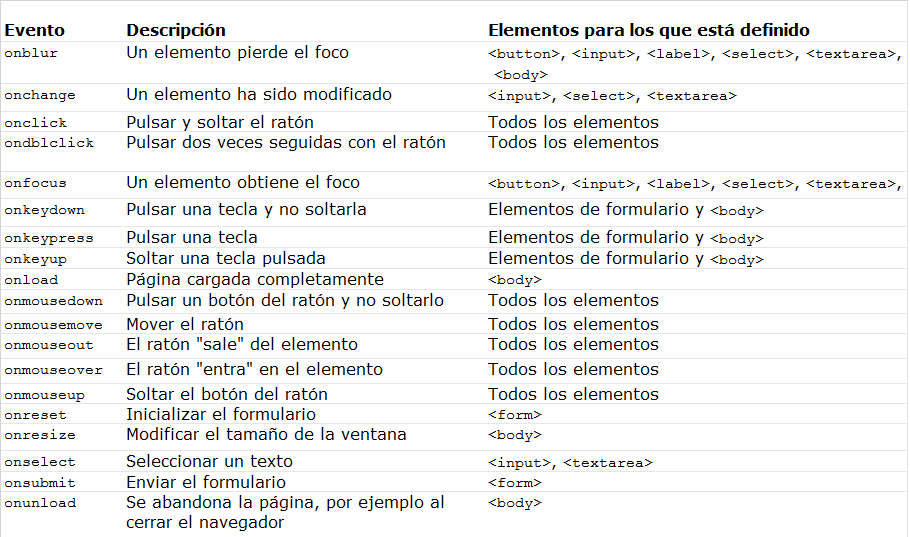 Evento Descripción Elementos para los que está definido
onblur Un elemento pierde el foco <button>, <input>, <label>, <select>, <textarea>,
<body>
onchange Un elemento ha sido modificado <input>, <select>, <textarea>
onclick Pulsar y soltar el ratón Todos los elementos
ondblclick Pulsar dos veces seguidas con el ratón Todos los elementos
onfocus Un elemento obtiene el foco <button>, <input>, <label>, <select>, <textarea>,
onkeydown Pulsar una tecla y no soltarla Elementos de formulario y <body>
onkeypress Pulsar una tecla Elementos de formulario y <body>
onkeyup Soltar una tecla pulsada Elementos de formulario y <body>
onload Página cargada completamente <body>
onmousedown Pulsar un botón del ratón y no soltarlo Todos los elementos
onmousemove Mover el ratón Todos los elementos
onmouseout El ratón "sale" del elemento Todos los elementos
onmouseover El ratón "entra" en el elemento Todos los elementos
onmouseup Soltar el botón del ratón Todos los elementos
onreset Inicializar el formulario <form>
onresize Modificar el tamaño de la ventana <body>
onselect Seleccionar un texto <input>, <textarea>
onsubmit Enviar el formulario <form>
onunload Se abandona la página, por ejemplo al <body>
cerrar el navegador